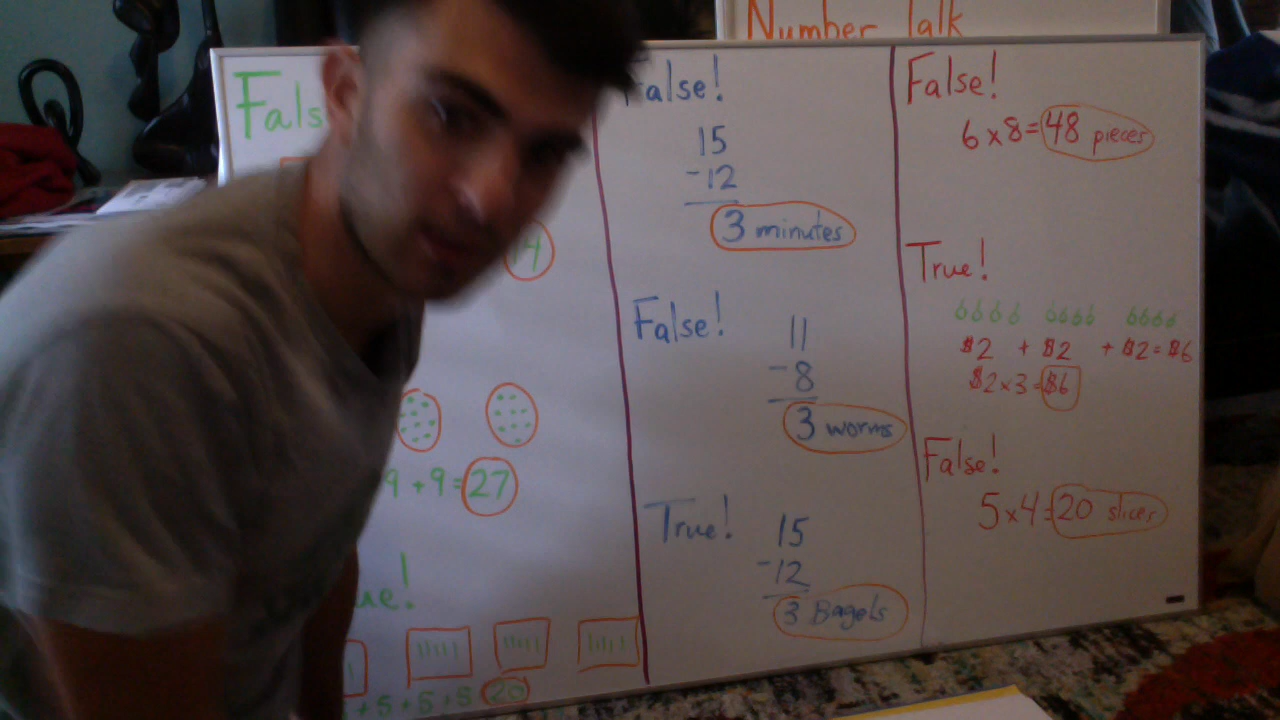 Number Talk
Fals
27
9 + 9 =
ue!
+ 5 + 5 + 5 20
alse!
15
-12
3 minutes
False!
11
-8
3 worms
True!
15
-12
3 Bagels
False!
6 x 8 = 48 pieces
True!
$2 + $2 + $2 = $6
$2 x 3 = $6
False!
5 x 4 = 20 slices